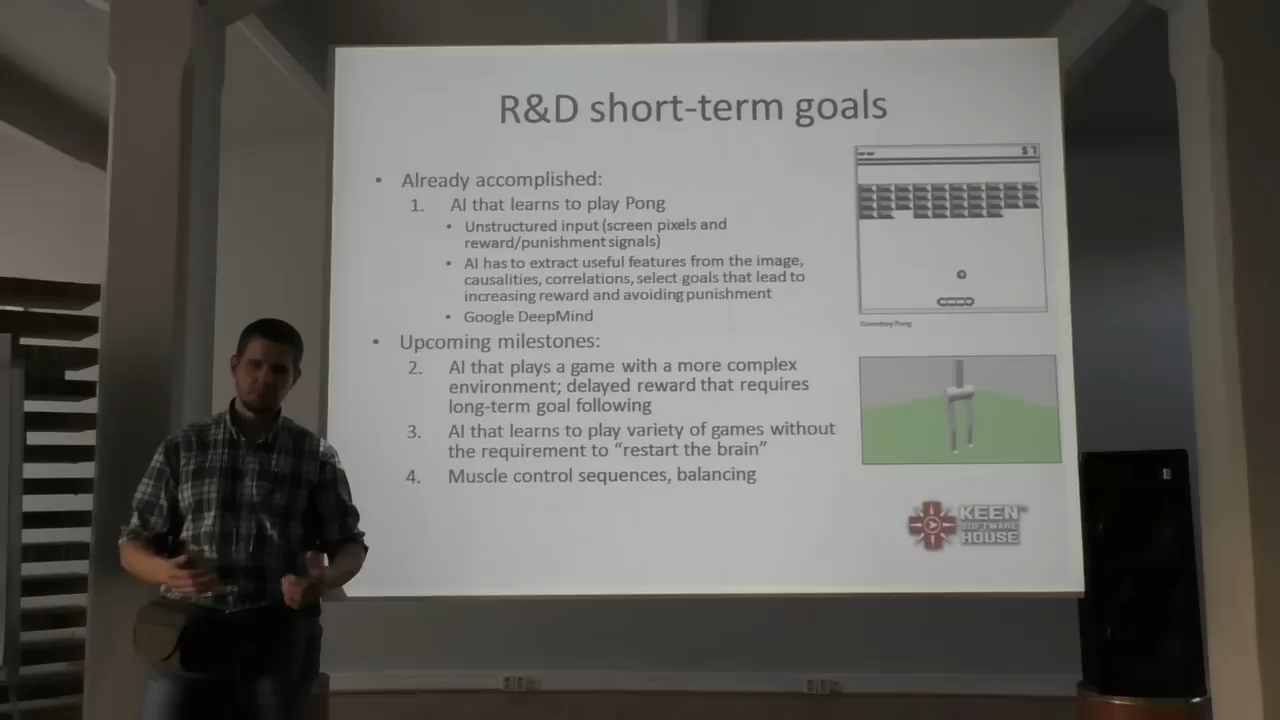 R&D short-term goals
• Already accomplished:
1. AI that learns to play Pong
• Unstructured input (screen pixels and
reward/punishment signals)
• AI has to extract useful features from the image,
causalities, correlations, select goals that lead to
increasing reward and avoiding punishment
• Google DeepMind
• Upcoming milestones:
2. AI that plays a game with a more complex
environment; delayed reward that requires
long-term goal following
3. AI that learns to play variety of games without
the requirement to “restart the brain”
4. Muscle control sequences, balancing
Gameboy Pong
KEEN
SOFTWARE
HOUSE